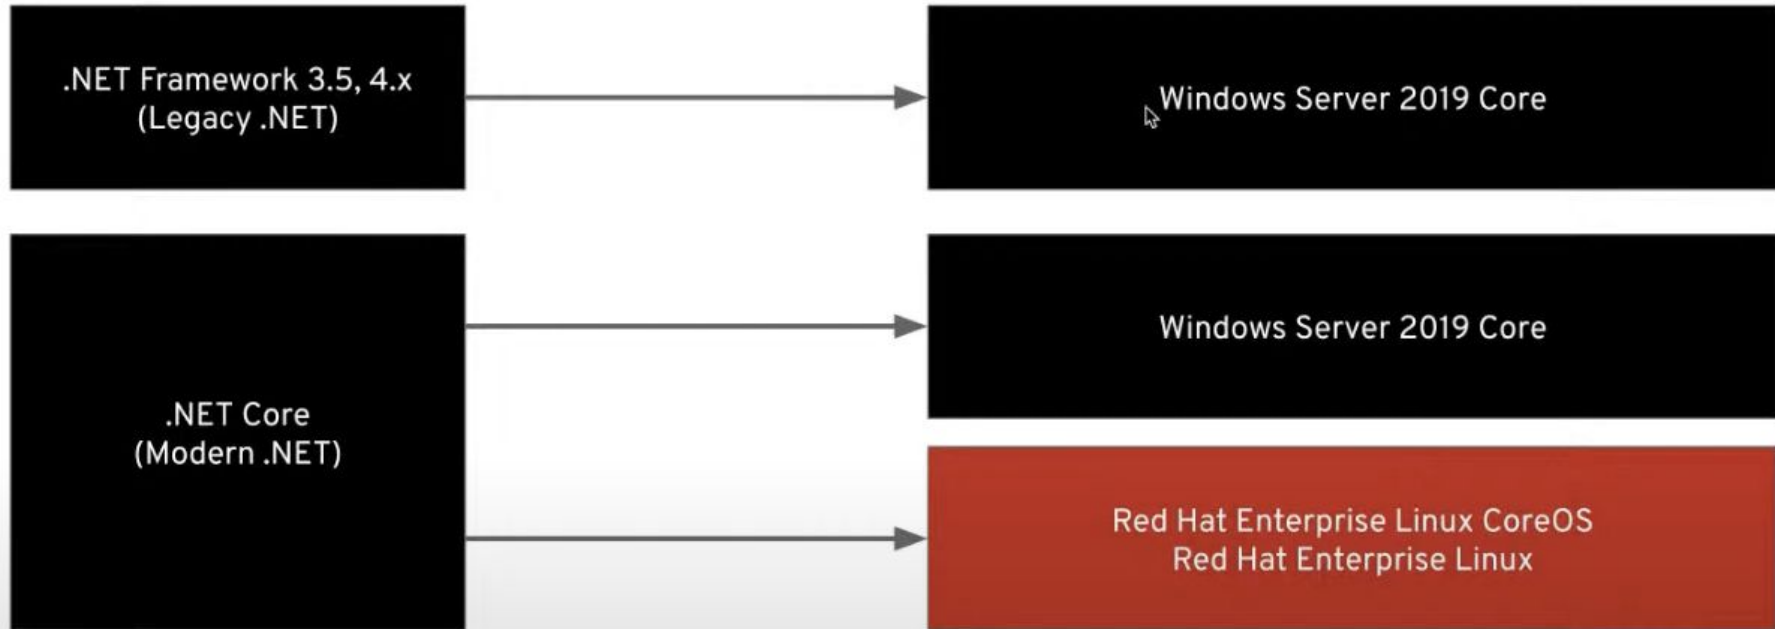 .NET Framework 3.5, 4.x
(Legacy .NET)
Windows Server 2019 Core
.NET Core
(Modern .NET)
Windows Server 2019 Core
Red Hat Enterprise Linux CoreOS
Red Hat Enterprise Linux